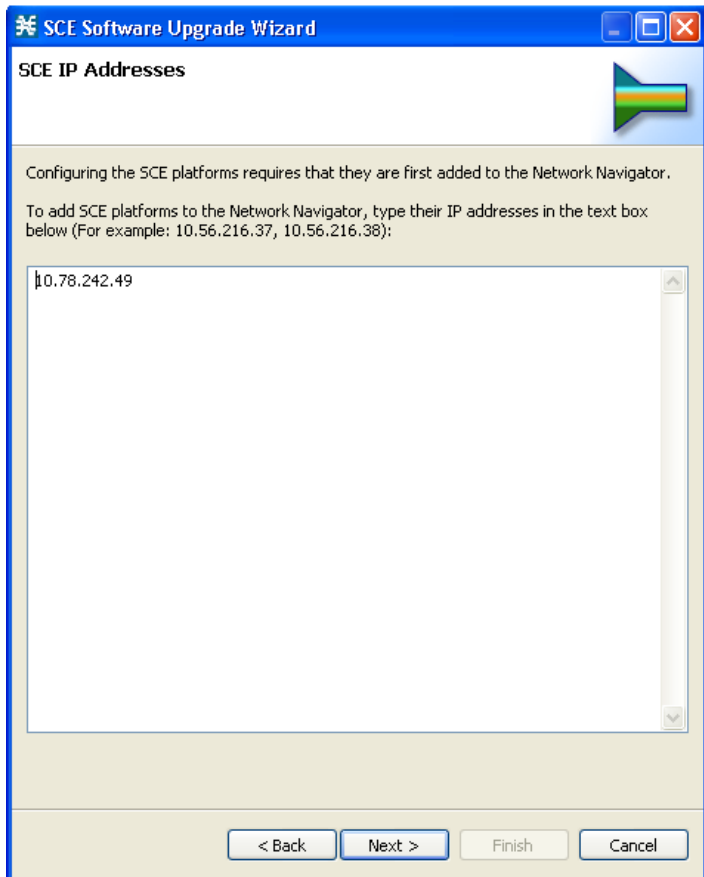 SCE Software Upgrade Wizard
SCE IP Addresses
Configuring the SCE platforms requires that they are first added to the Network Navigator.
To add SCE platforms to the Network Navigator, type their IP addresses in the text box
below (For example: 10.56.216.37, 10.56.216.38):
10.78.242.49
< Back Next > Finish Cancel